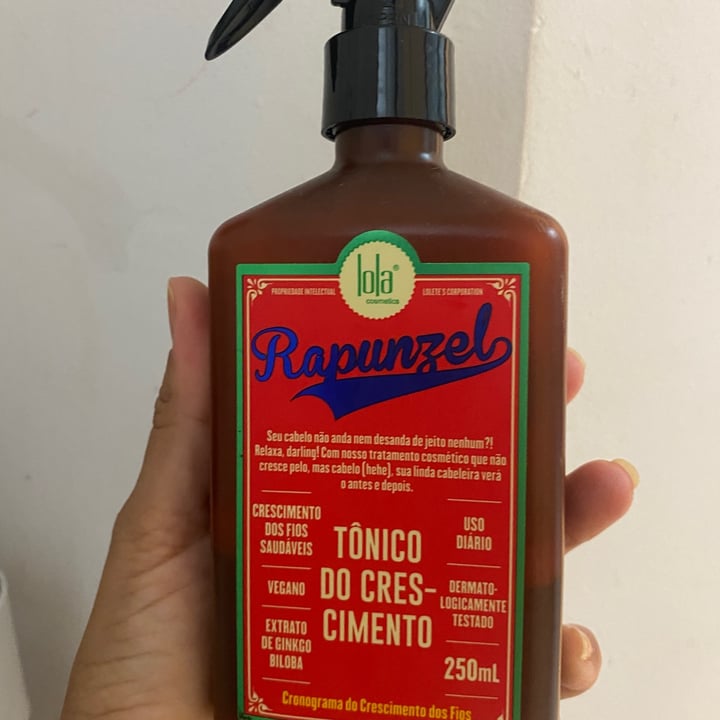 lola®
cosmetics
PROPRIEDADE INTELECTUAL
LOLETE'S CORPORATION
Rapunzel
Seu cabelo não anda nem desanda de jeito nenhum?!
Relaxa, darling! Com nosso tratamento cosmético que não
cresce pelo, mas cabelo (hehe), sua linda cabeleira verá
o antes e depois.
CRESCIMENTO
DOS FIOS
SAUDÁVEIS
VEGANO
EXTRATO
DE GINKGO
BILOBA
TÔNICO
DO CRES-
CIMENTO
USO
DIÁRIO
DERMATO-
LOGICAMENTE
TESTADO
250mL
Cronograma do Crescimento dos Fios